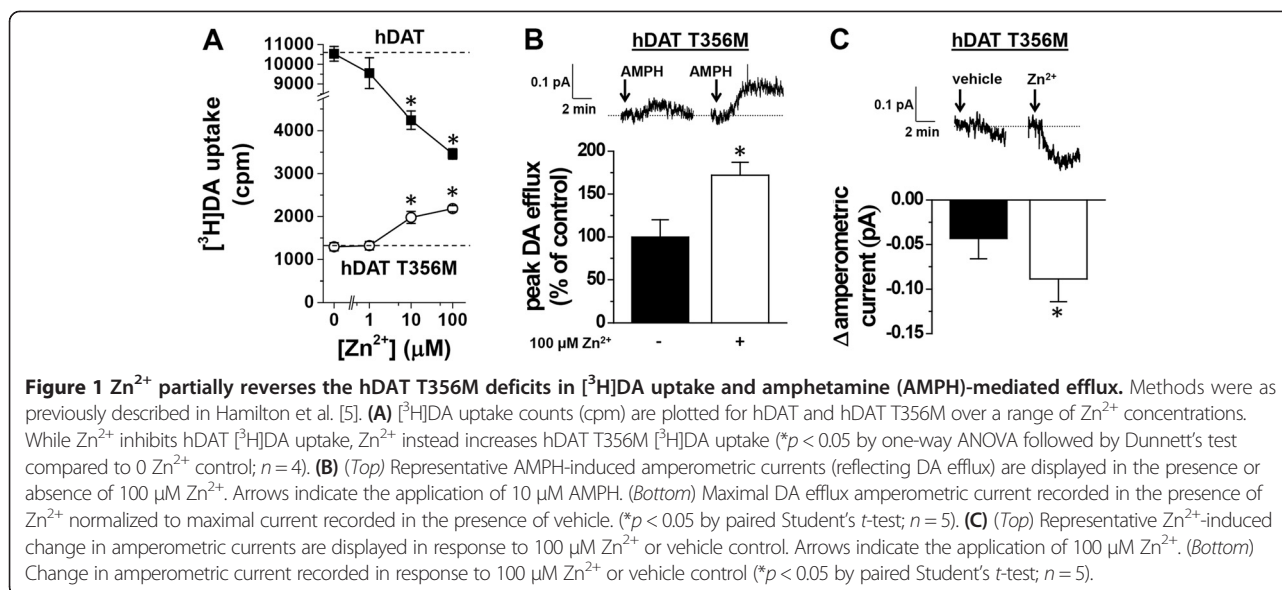 A
hDAT
11000
10000
9000
4000
3000
2000
1000
0
[³H]DA uptake
(cpm)
*
*
*
*
hDAT T356M
0 1 10 100
[Zn²⁺] (µM)
B
hDAT T356M
AMPH AMPH
0.1 pA
2 min
200
150
100
50
0
peak DA efflux
(% of control)
*
100 µM Zn²⁺ - +
C
hDAT T356M
vehicle Zn²⁺
0.1 pA
2 min
0.00
-0.05
-0.10
-0.15
Δ amperometric
current (pA)
*
Figure 1 Zn²⁺ partially reverses the hDAT T356M deficits in [³H]DA uptake and amphetamine (AMPH)-mediated efflux. Methods were as
previously described in Hamilton et al. [5]. (A) [³H]DA uptake counts (cpm) are plotted for hDAT and hDAT T356M over a range of Zn²⁺ concentrations.
While Zn²⁺ inhibits hDAT [³H]DA uptake, Zn²⁺ instead increases hDAT T356M [³H]DA uptake (*p < 0.05 by one-way ANOVA followed by Dunnett's test
compared to 0 Zn²⁺ control; n = 4). (B) (Top) Representative AMPH-induced amperometric currents (reflecting DA efflux) are displayed in the presence or
absence of 100 µM Zn²⁺. Arrows indicate the application of 10 µM AMPH. (Bottom) Maximal DA efflux amperometric current recorded in the presence of
Zn²⁺ normalized to maximal current recorded in the presence of vehicle. (*p < 0.05 by paired Student's t-test; n = 5). (C) (Top) Representative Zn²⁺-induced
change in amperometric currents are displayed in response to 100 µM Zn²⁺ or vehicle control. Arrows indicate the application of 100 µM Zn²⁺. (Bottom)
Change in amperometric current recorded in response to 100 µM Zn²⁺ or vehicle control (*p < 0.05 by paired Student's t-test; n = 5).